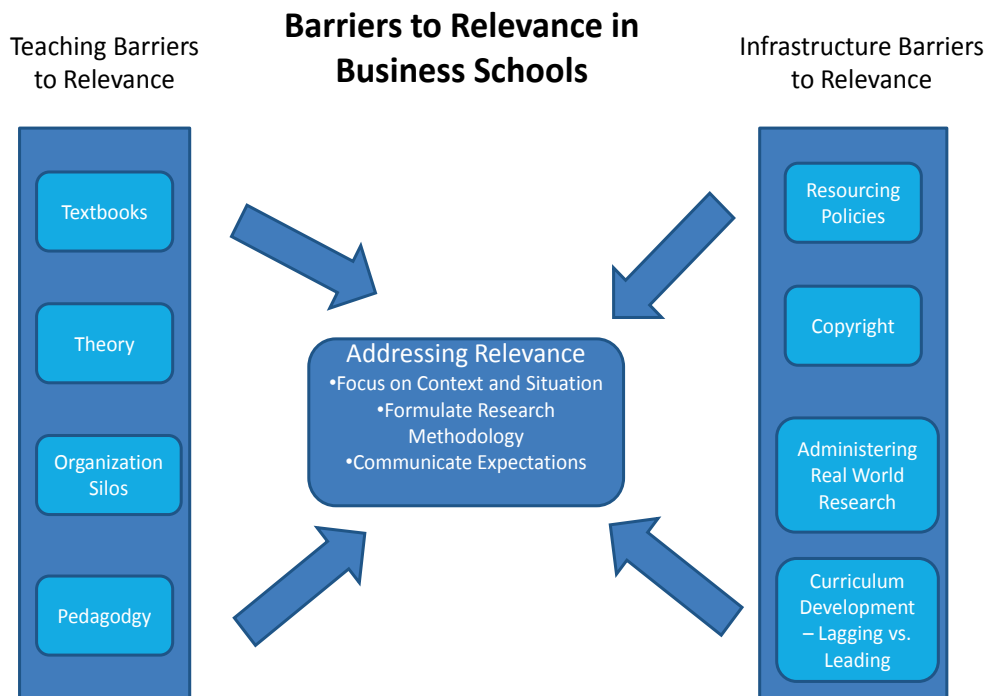 Barriers to Relevance in
Business Schools
Teaching Barriers
to Relevance
Textbooks
Theory
Organization
Silos
Pedagodgy
Addressing Relevance
•Focus on Context and Situation
•Formulate Research
Methodology
•Communicate Expectations
Infrastructure Barriers
to Relevance
Resourcing
Policies
Copyright
Administering
Real World
Research
Curriculum
Development
– Lagging vs.
Leading